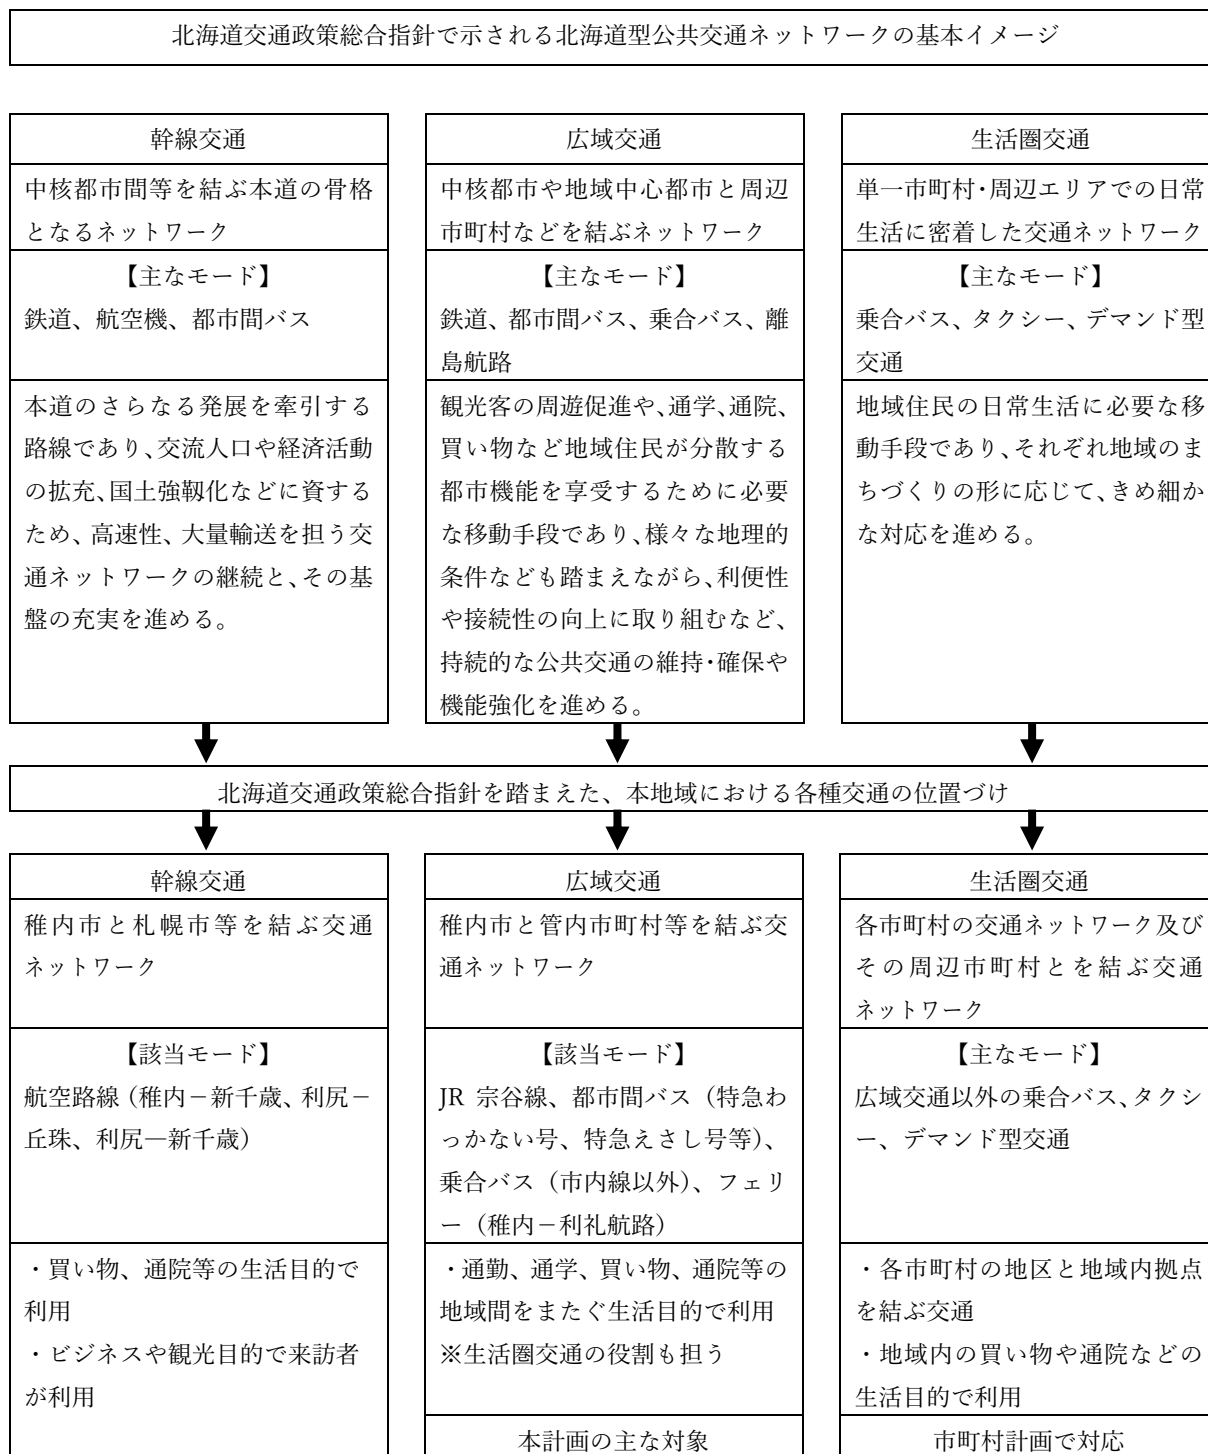 北海道交通政策総合指針で示される北海道型公共交通ネットワークの基本イメージ
幹線交通
中核都市間等を結ぶ本道の骨格
となるネットワーク
【主なモード】
鉄道、航空機、都市間バス
本道のさらなる発展を牽引する
路線であり、交流人口や経済活動
の拡充、国土強靱化などに資する
ため、高速性、大量輸送を担う交
通ネットワークの継続と、その基
盤の充実を進める。
広域交通
中核都市や地域中心都市と周辺
市町村などを結ぶネットワーク
【主なモード】
鉄道、都市間バス、乗合バス、離
島航路
観光客の周遊促進や、通学、通院、
買い物など地域住民が分散する
都市機能を享受するために必要
な移動手段であり、様々な地理的
条件なども踏まえながら、利便性
や接続性の向上に取り組むなど、
持続的な公共交通の維持・確保や
機能強化を進める。
生活圏交通
単一市町村・周辺エリアでの日常
生活に密着した交通ネットワーク
【主なモード】
乗合バス、タクシー、デマンド型
交通
地域住民の日常生活に必要な移
動手段であり、それぞれ地域のま
ちづくりの形に応じて、きめ細か
な対応を進める。
北海道交通政策総合指針を踏まえた、本地域における各種交通の位置づけ
幹線交通
稚内市と札幌市等を結ぶ交通
ネットワーク
【該当モード】
航空路線（稚内－新千歳、利尻－
丘珠、利尻―新千歳）
・買い物、通院等の生活目的で
利用
・ビジネスや観光目的で来訪者
が利用
広域交通
稚内市と管内市町村等を結ぶ交
通ネットワーク
【該当モード】
JR 宗谷線、都市間バス（特急わ
っかない号、特急えさし号等）、
乗合バス（市内線以外）、フェリ
ー（稚内－利礼航路）
・通勤、通学、買い物、通院等の
地域間をまたぐ生活目的で利用
※生活圏交通の役割も担う
本計画の主な対象
生活圏交通
各市町村の交通ネットワーク及び
その周辺市町村とを結ぶ交通
ネットワーク
【主なモード】
広域交通以外の乗合バス、タクシ
ー、デマンド型交通
・各市町村の地区と地域内拠点
を結ぶ交通
・地域内の買い物や通院などの
生活目的で利用
市町村計画で対応